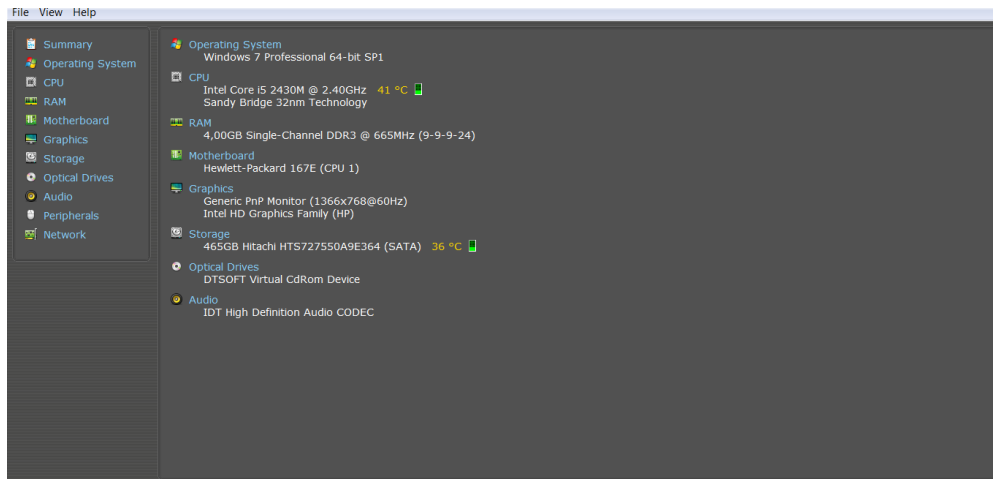 File View Help
Summary
Operating System
CPU
RAM
Motherboard
Graphics
Storage
Optical Drives
Audio
Peripherals
Network
Operating System
Windows 7 Professional 64-bit SP1
CPU
Intel Core i5 2430M @ 2.40GHz 41 °C
Sandy Bridge 32nm Technology
RAM
4,00GB Single-Channel DDR3 @ 665MHz (9-9-9-24)
Motherboard
Hewlett-Packard 167E (CPU 1)
Graphics
Generic PnP Monitor (1366x768@60Hz)
Intel HD Graphics Family (HP)
Storage
465GB Hitachi HTS727550A9E364 (SATA) 36 °C
Optical Drives
DTSOFT Virtual CdRom Device
Audio
IDT High Definition Audio CODEC